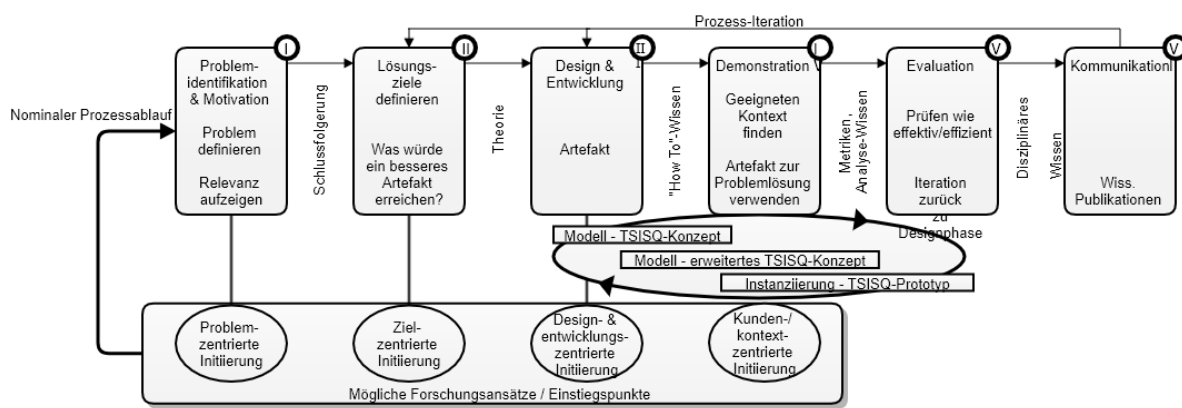 Prozess-Iteration
Nominaler Prozessablauf
I
Problem-
identifikation
& Motivation
Problem
definieren
Relevanz
aufzeigen
Schlussfolgerung
II
Lösungs-
ziele
definieren
Was würde
ein besseres
Artefakt
erreichen?
Theorie
II
I
Design &
Entwicklung
Artefakt
"How To"-Wissen
I
V
Demonstration
Geeigneten
Kontext
finden
Artefakt zur
Problemlösung
verwenden
Metriken,
Analyse-Wissen
V
Evaluation
Prüfen wie
effektiv/effizient
Iteration
zurück
zu
Designphase
Disziplinäres
Wissen
V
I
Kommunikation
Wiss.
Publikationen
Modell - TSISQ-Konzept
Modell - erweitertes TSISQ-Konzept
Instanziierung - TSISQ-Prototyp
Problem-
zentrierte
Initiierung
Ziel-
zentrierte
Initiierung
Design- &
entwicklungs-
zentrierte
Initiierung
Kunden-/
kontext-
zentrierte
Initiierung
Mögliche Forschungsansätze / Einstiegspunkte